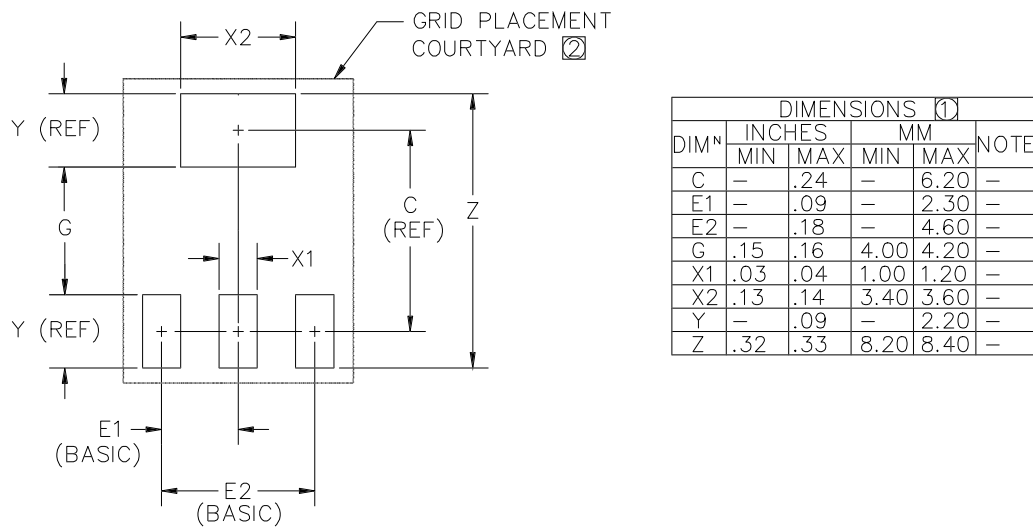 GRID PLACEMENT
COURTYARD 2
X2
Y (REF)
G
C
(REF)
Z
X1
Y (REF)
E1
(BASIC)
E2
(BASIC)
DIMENSIONS 1
DIMN INCHES MM NOTE
MIN MAX MIN MAX
C – .24 – 6.20 –
E1 – .09 – 2.30 –
E2 – .18 – 4.60 –
G .15 .16 4.00 4.20 –
X1 .03 .04 1.00 1.20 –
X2 .13 .14 3.40 3.60 –
Y – .09 – 2.20 –
Z .32 .33 8.20 8.40 –